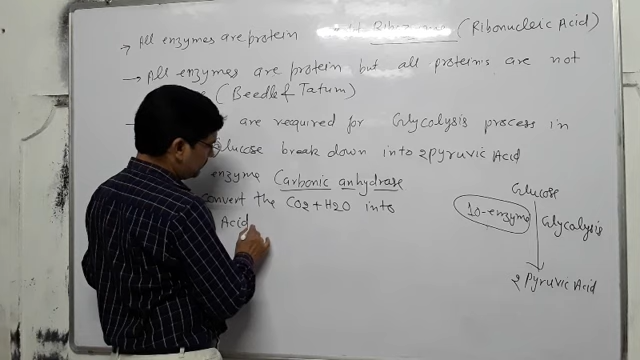 → All enzymes are protein (Ribonucleic Acid)
→ All enzymes are protein but all proteins are not
(Beedle & Tatum)
are required for Glycolysis process in
Glucose break down into 2pyruvic Acid
enzyme Carbonic anhydrase
convert the CO2+H2O into
Acid
Glucose
10-enzyme
Glycolysis
2 Pyruvic Acid